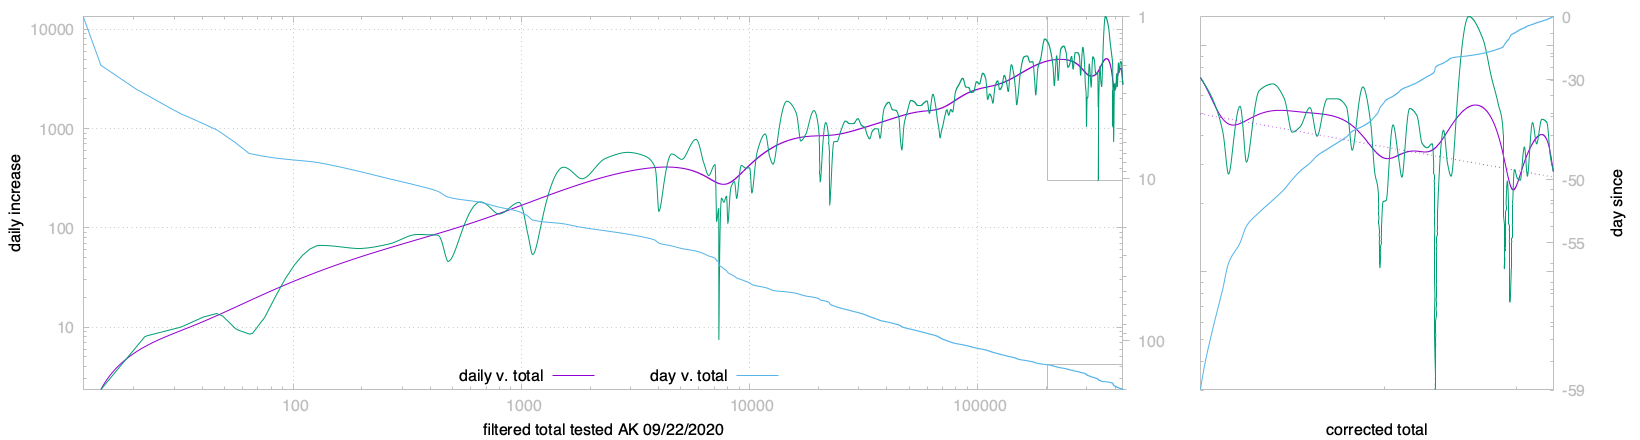 10000
1000
100
10
daily increase
1
10
100
daily v. total
day v. total
100
1000
10000
100000
filtered total tested AK 09/22/2020
0
-30
-50
-55
-59
day since
corrected total